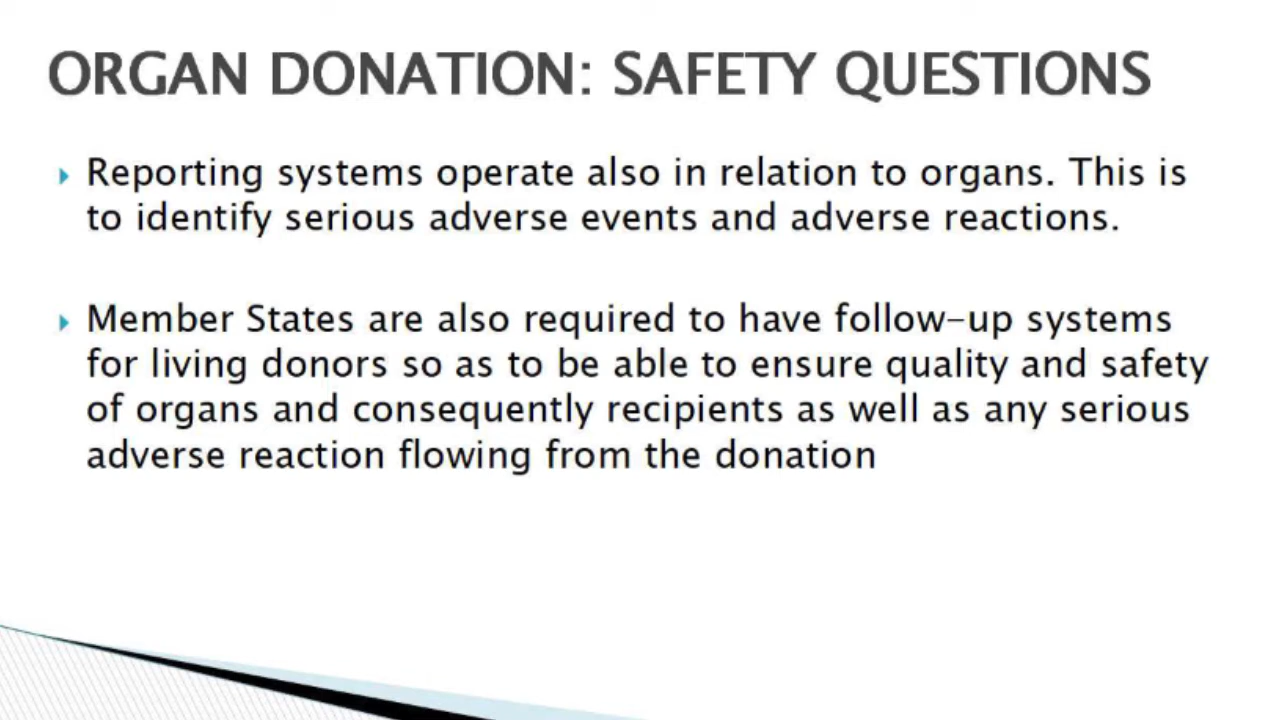 ORGAN DONATION: SAFETY QUESTIONS
Reporting systems operate also in relation to organs. This is
to identify serious adverse events and adverse reactions.
Member States are also required to have follow-up systems
for living donors so as to be able to ensure quality and safety
of organs and consequently recipients as well as any serious
adverse reaction flowing from the donation